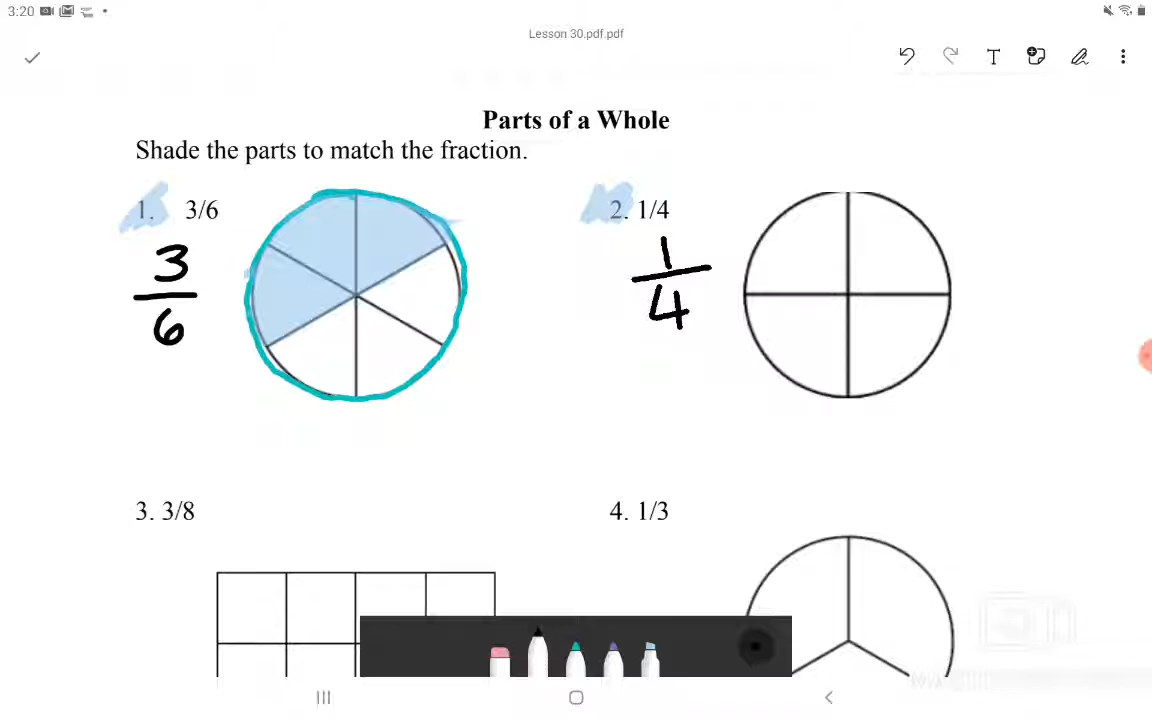 3:20
Lesson 30.pdf.pdf
T
Parts of a Whole
Shade the parts to match the fraction.
1. 3/6
2. 1/4
3
6
1
4
3. 3/8
4. 1/3